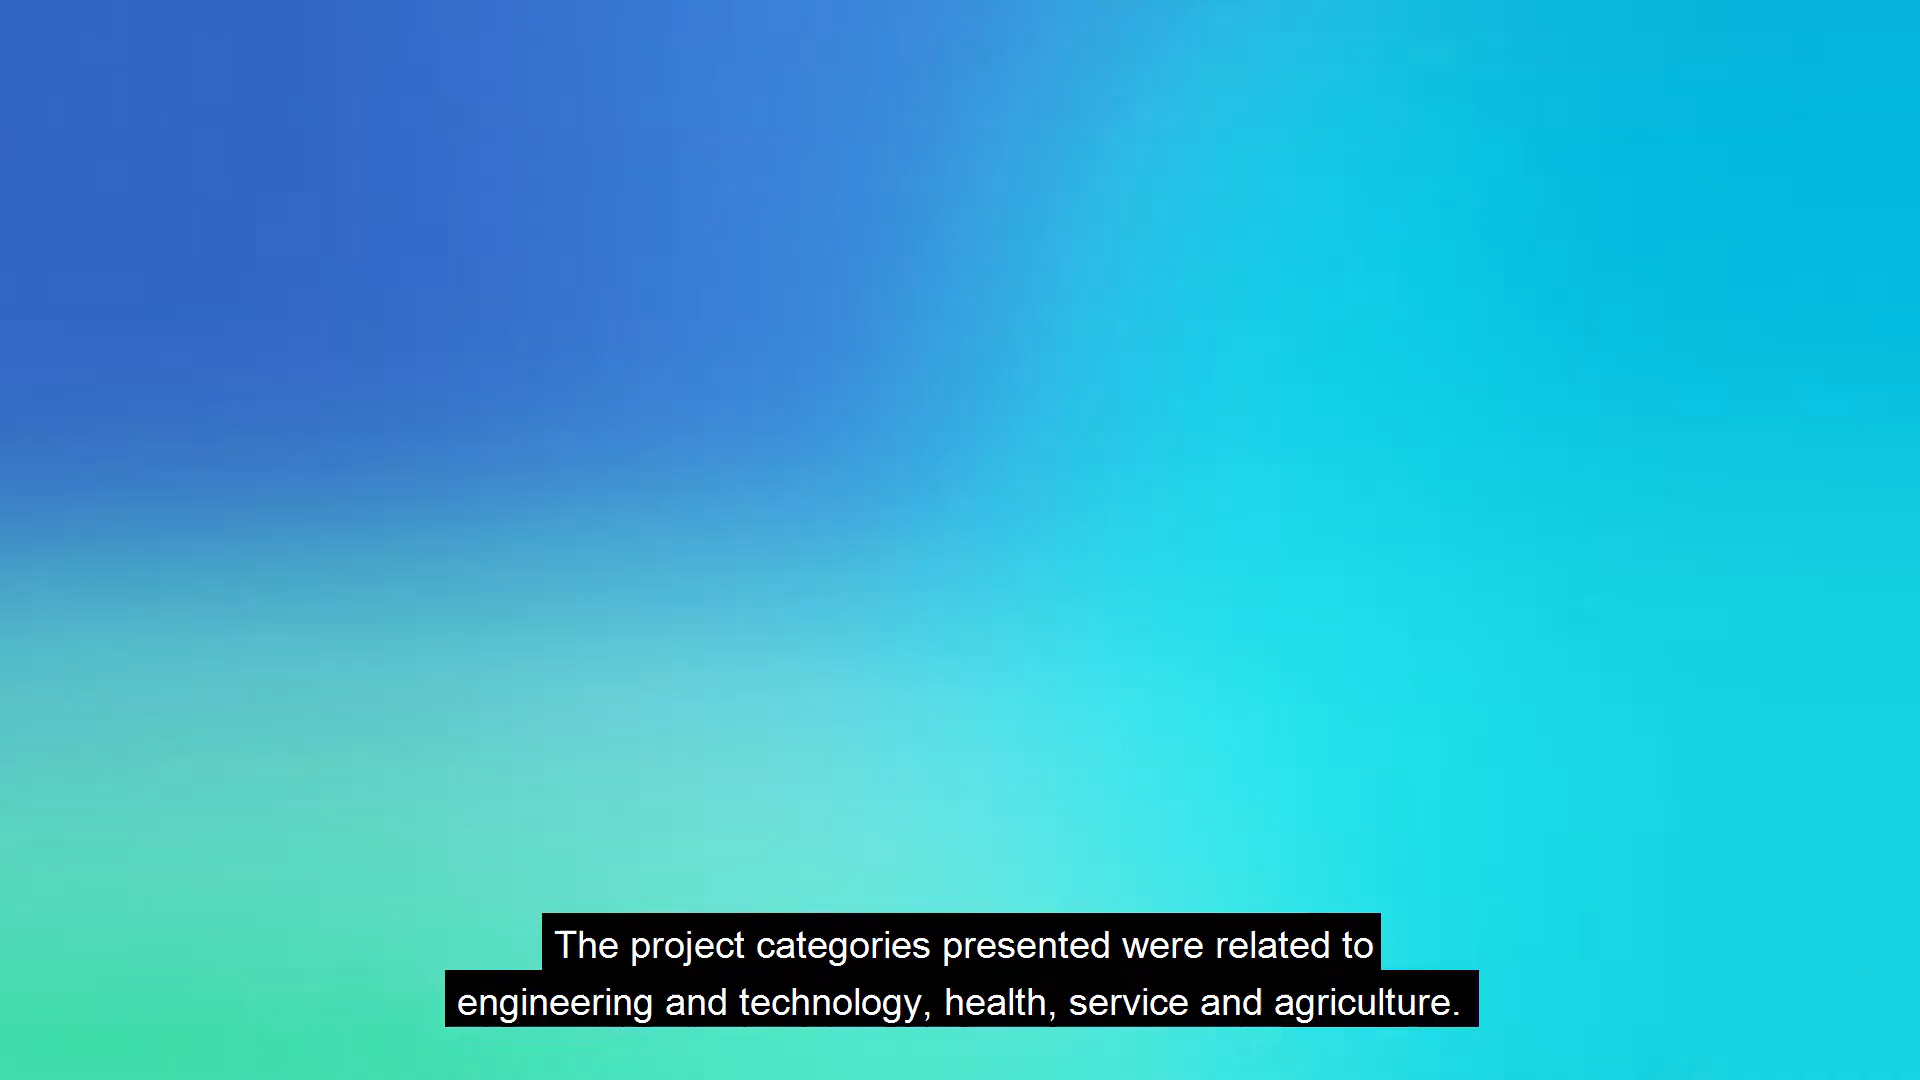 The project categories presented were related to
engineering and technology, health, service and agriculture.